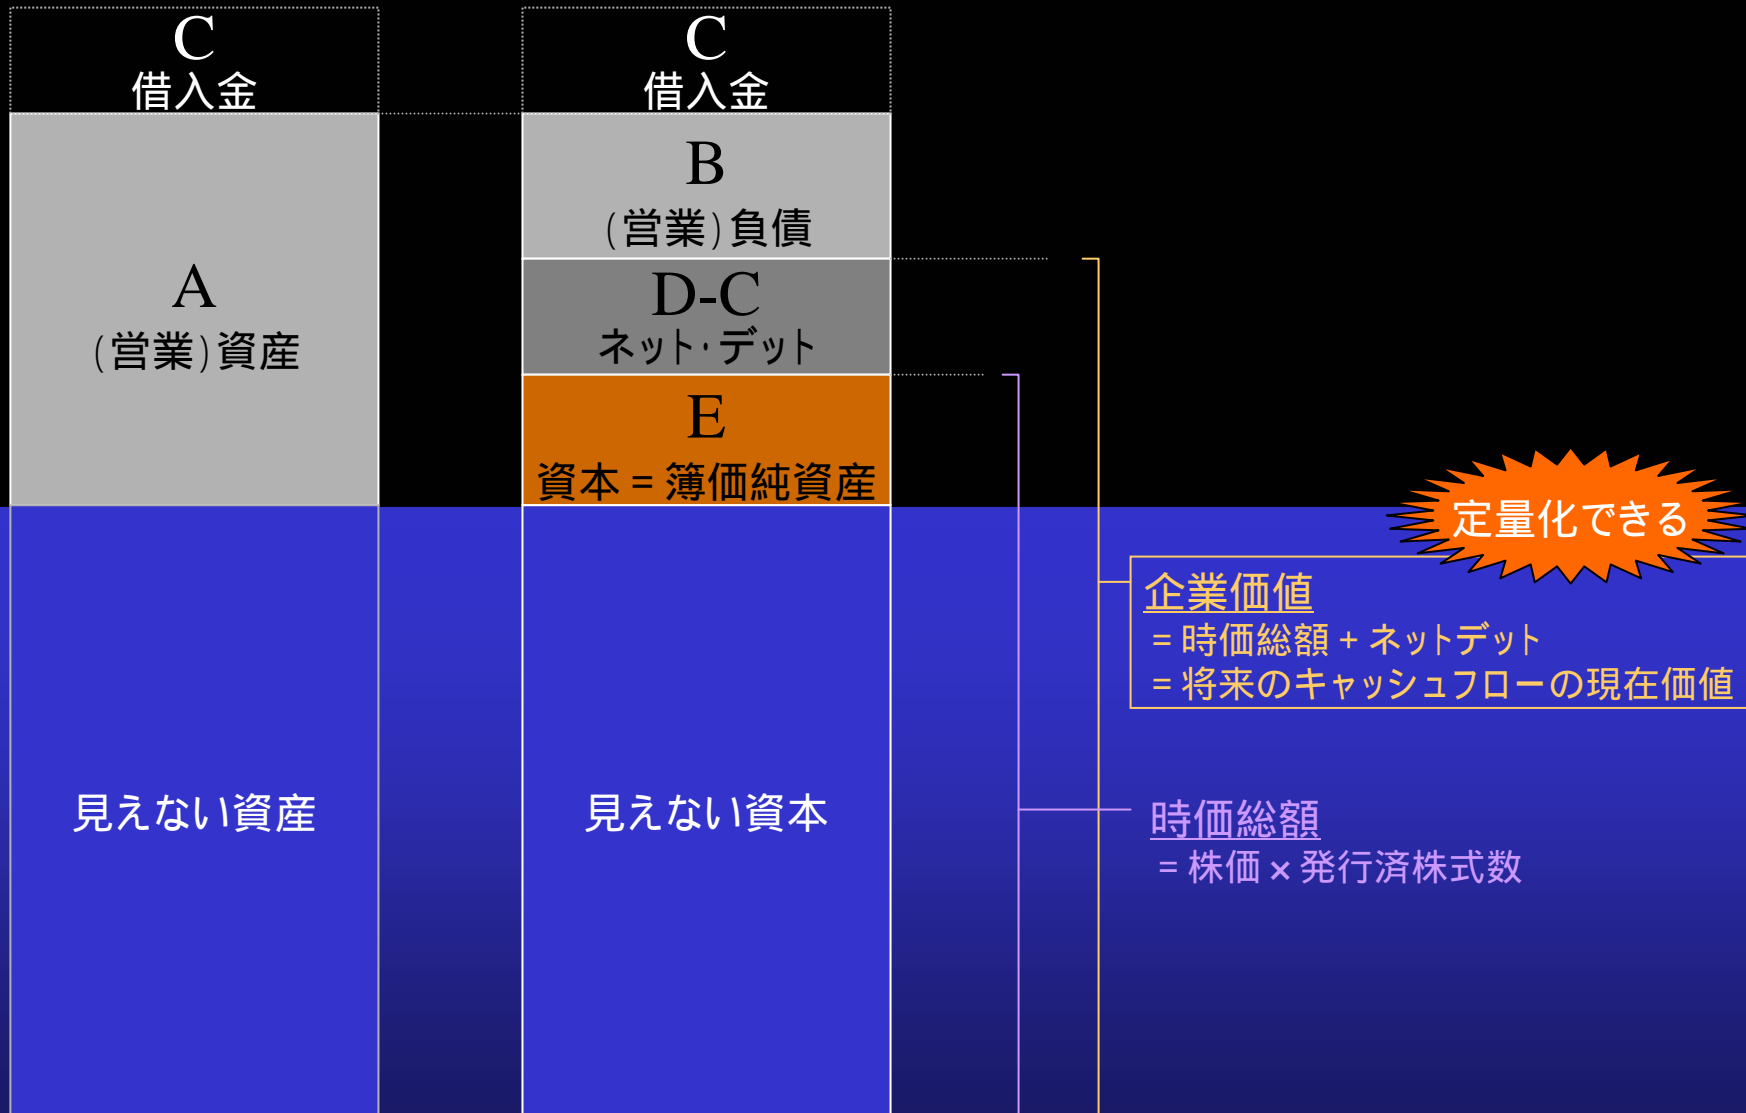 C
借入金
A
(営業)資産
見えない資産
C
借入金
B
(営業)負債
D-C
ネット・デット
E
資本 = 簿価純資産
見えない資本
定量化できる
企業価値
= 時価総額 + ネットデット
= 将来のキャッシュフローの現在価値
時価総額
= 株価 × 発行済株式数